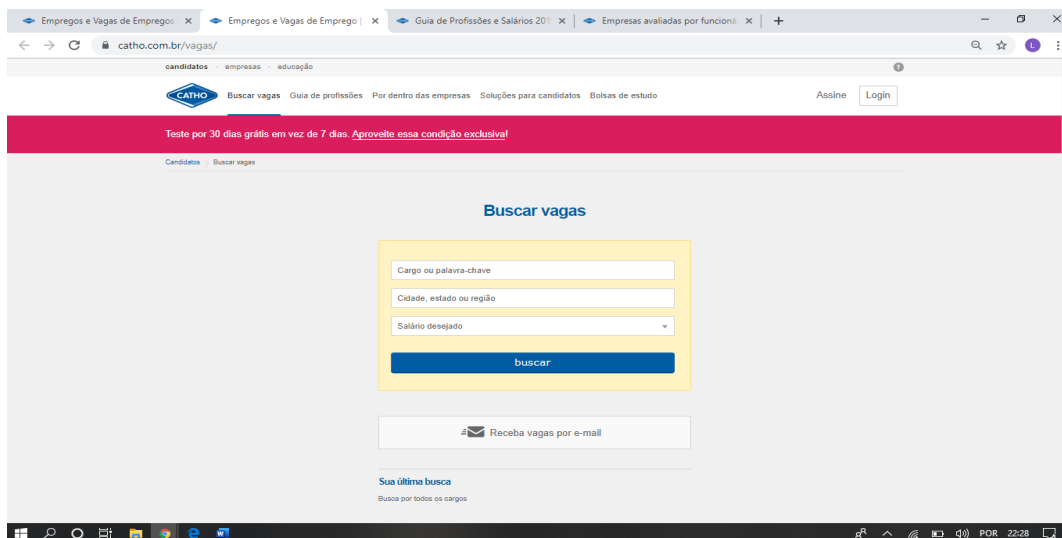 Empregos e Vagas de Empregos
Empregos e Vagas de Emprego |
Guia de Profissões e Salários 201
Empresas avaliadas por funcioná
catho.com.br/vagas/
L
candidatos · empresas · educação
?
CATHO
Buscar vagas Guia de profissões Por dentro das empresas Soluções para candidatos Bolsas de estudo
Assine Login
Teste por 30 dias grátis em vez de 7 dias. Aproveite essa condição exclusiva!
Candidatos > Buscar vagas
Buscar vagas
Cargo ou palavra-chave
Cidade, estado ou região
Salário desejado
buscar
Receba vagas por e-mail
Sua última busca
Busca por todos os cargos
POR 22:28